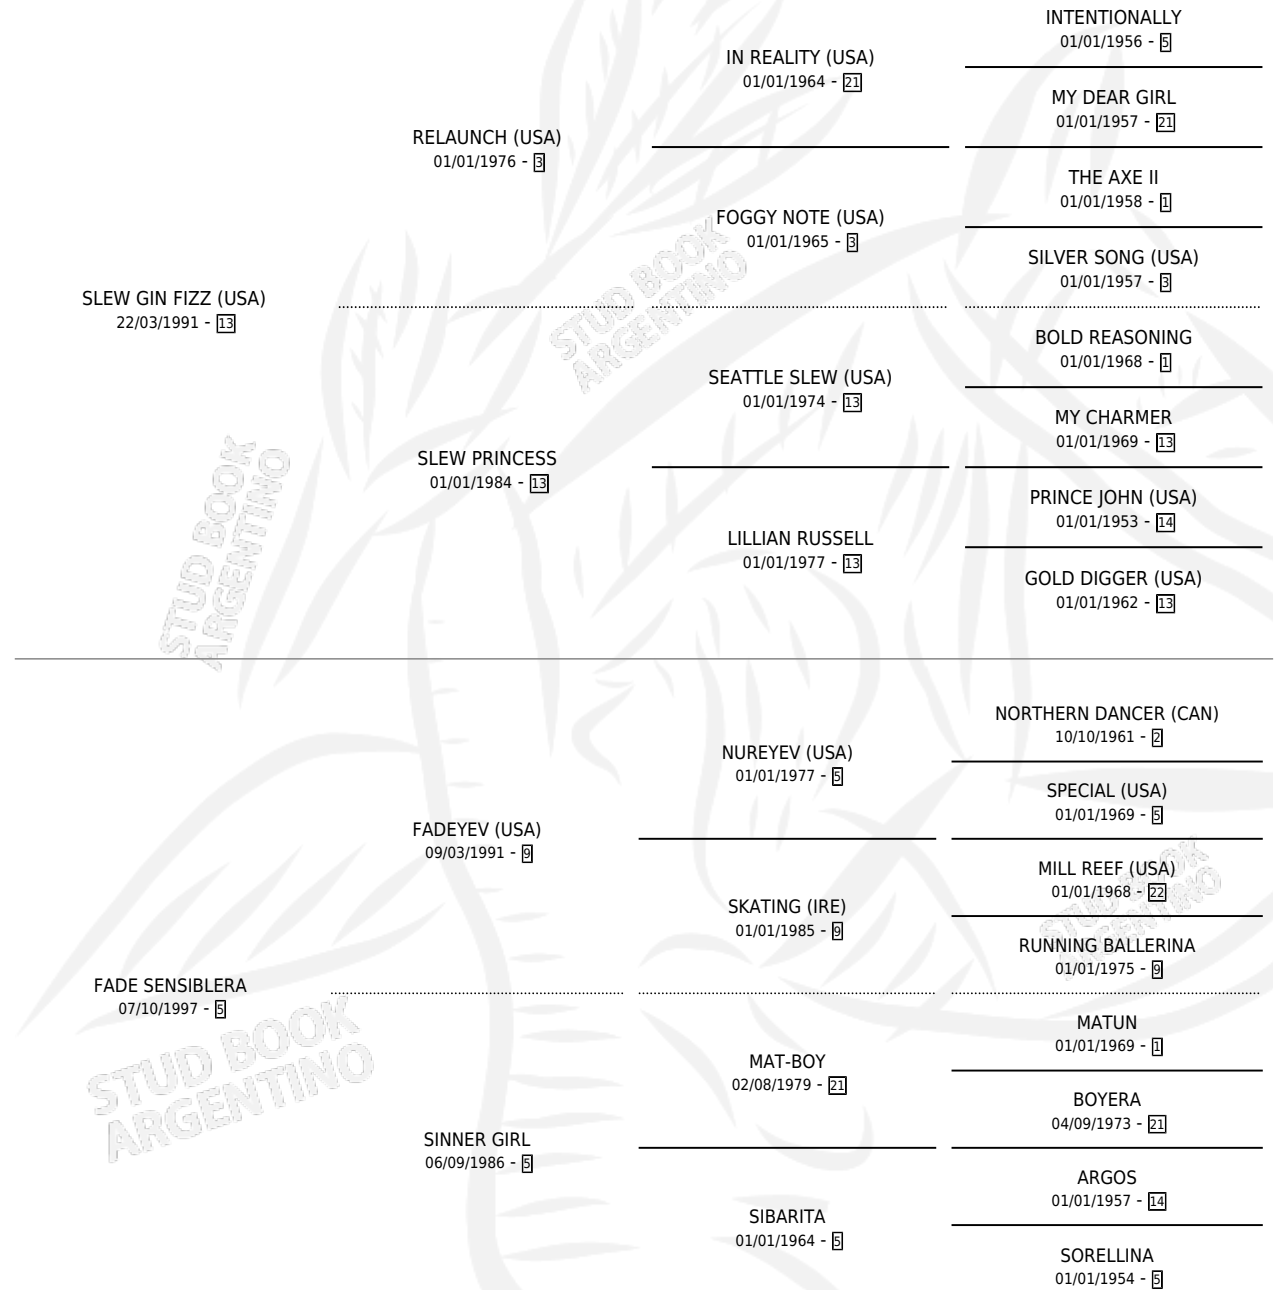 INTENTIONALLY
01/01/1956 - 5
IN REALITY (USA)
01/01/1964 - 21
MY DEAR GIRL
01/01/1957 - 21
RELAUNCH (USA)
01/01/1976 - 3
THE AXE II
01/01/1958 - 1
FOGGY NOTE (USA)
01/01/1965 - 3
SILVER SONG (USA)
01/01/1957 - 3
SLEW GIN FIZZ (USA)
22/03/1991 - 13
BOLD REASONING
01/01/1968 - 1
SEATTLE SLEW (USA)
01/01/1974 - 13
MY CHARMER
01/01/1969 - 13
SLEW PRINCESS
01/01/1984 - 13
PRINCE JOHN (USA)
01/01/1953 - 14
LILLIAN RUSSELL
01/01/1977 - 13
GOLD DIGGER (USA)
01/01/1962 - 13
NORTHERN DANCER (CAN)
10/10/1961 - 2
NUREYEV (USA)
01/01/1977 - 5
SPECIAL (USA)
01/01/1969 - 5
FADEYEV (USA)
09/03/1991 - 9
MILL REEF (USA)
01/01/1968 - 22
SKATING (IRE)
01/01/1985 - 9
RUNNING BALLERINA
01/01/1975 - 9
FADE SENSIBLERA
07/10/1997 - 5
MATUN
01/01/1969 - 1
MAT-BOY
02/08/1979 - 21
BOYERA
04/09/1973 - 21
SINNER GIRL
06/09/1986 - 5
ARGOS
01/01/1957 - 14
SIBARITA
01/01/1964 - 5
SORELLINA
01/01/1954 - 5
STUD BOOK
ARGENTINO
STUD BOOK
ARGENTINO
STUD BOOK
ARGENTINO
STUD BOOK
ARGENTINO